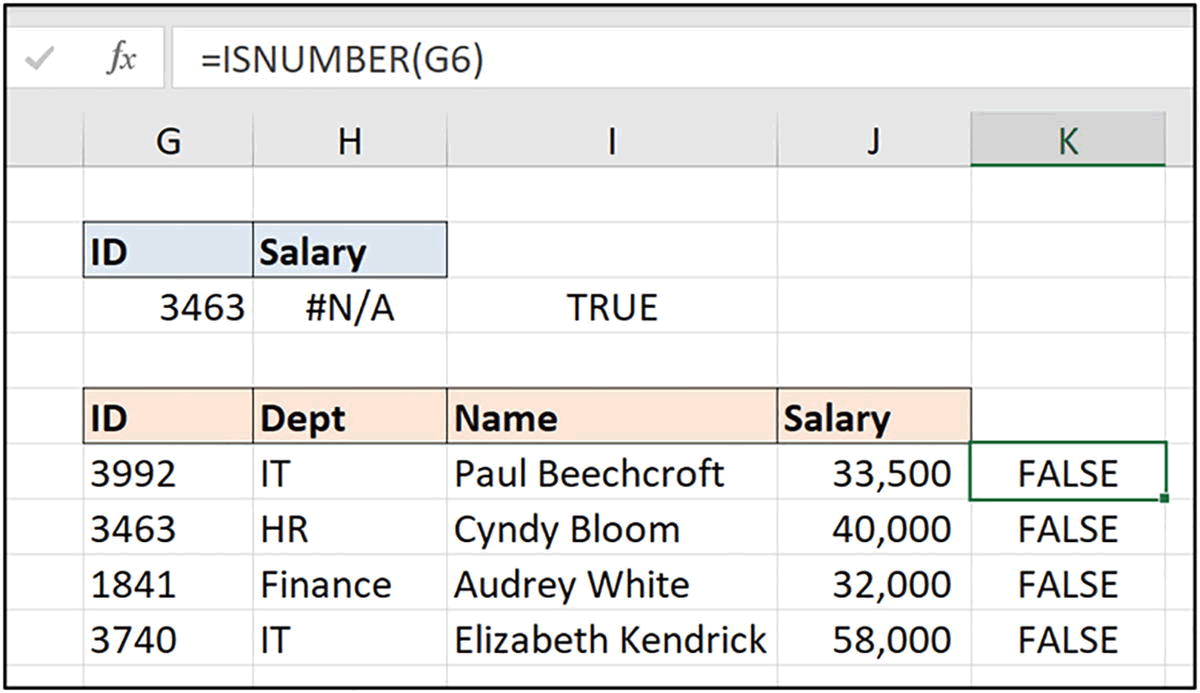 fx =ISNUMBER(G6)
G H I J K
ID Salary
3463 #N/A TRUE
ID Dept Name Salary
3992 IT Paul Beechcroft 33,500 FALSE
3463 HR Cyndy Bloom 40,000 FALSE
1841 Finance Audrey White 32,000 FALSE
3740 IT Elizabeth Kendrick 58,000 FALSE